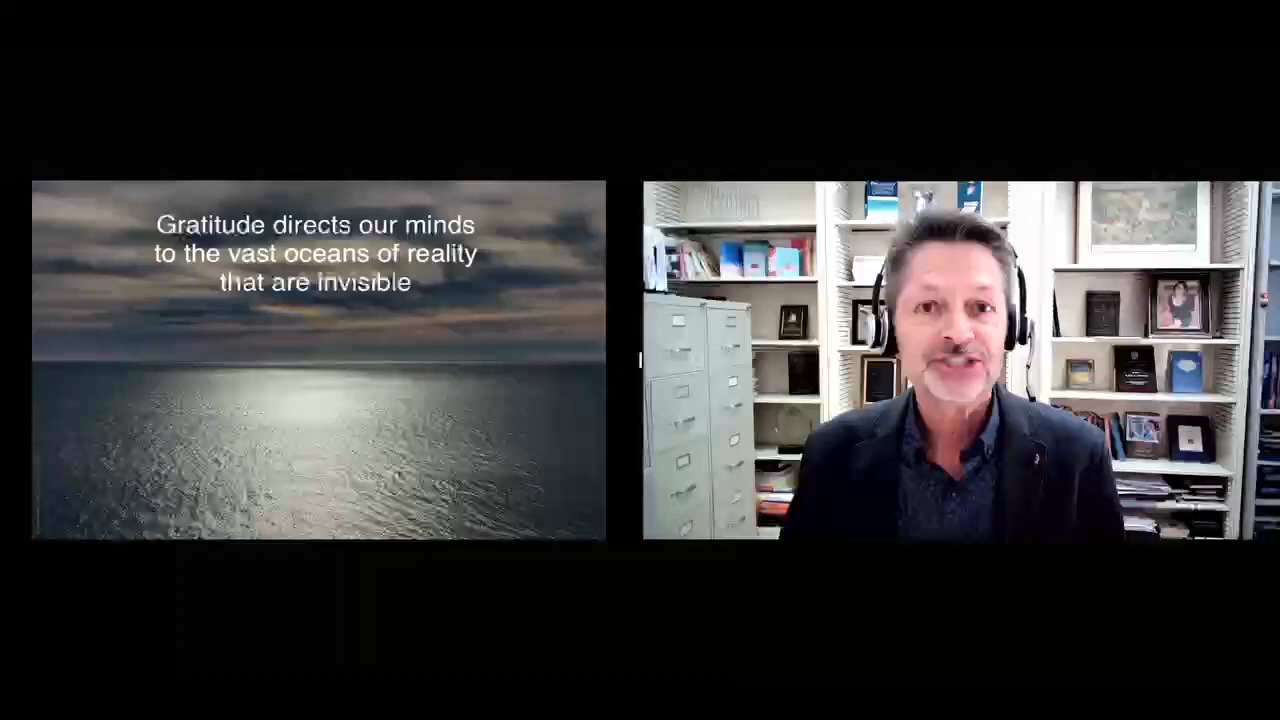 Gratitude directs our minds
to the vast oceans of reality
that are invisible